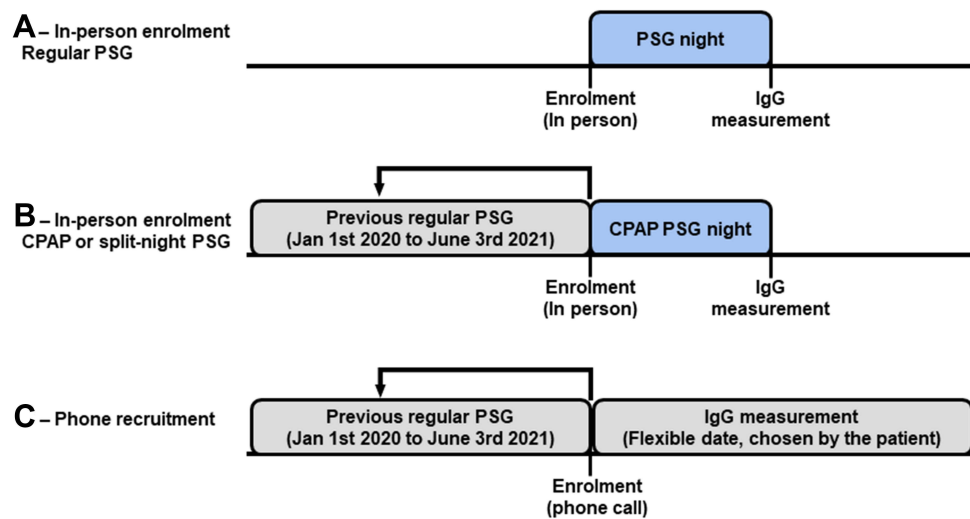 A – In-person enrolment
Regular PSG
PSG night
Enrolment
(In person)
IgG
measurement
B – In-person enrolment
CPAP or split-night PSG
Previous regular PSG
(Jan 1st 2020 to June 3rd 2021)
CPAP PSG night
Enrolment
(In person)
IgG
measurement
C – Phone recruitment
Previous regular PSG
(Jan 1st 2020 to June 3rd 2021)
IgG measurement
(Flexible date, chosen by the patient)
Enrolment
(phone call)